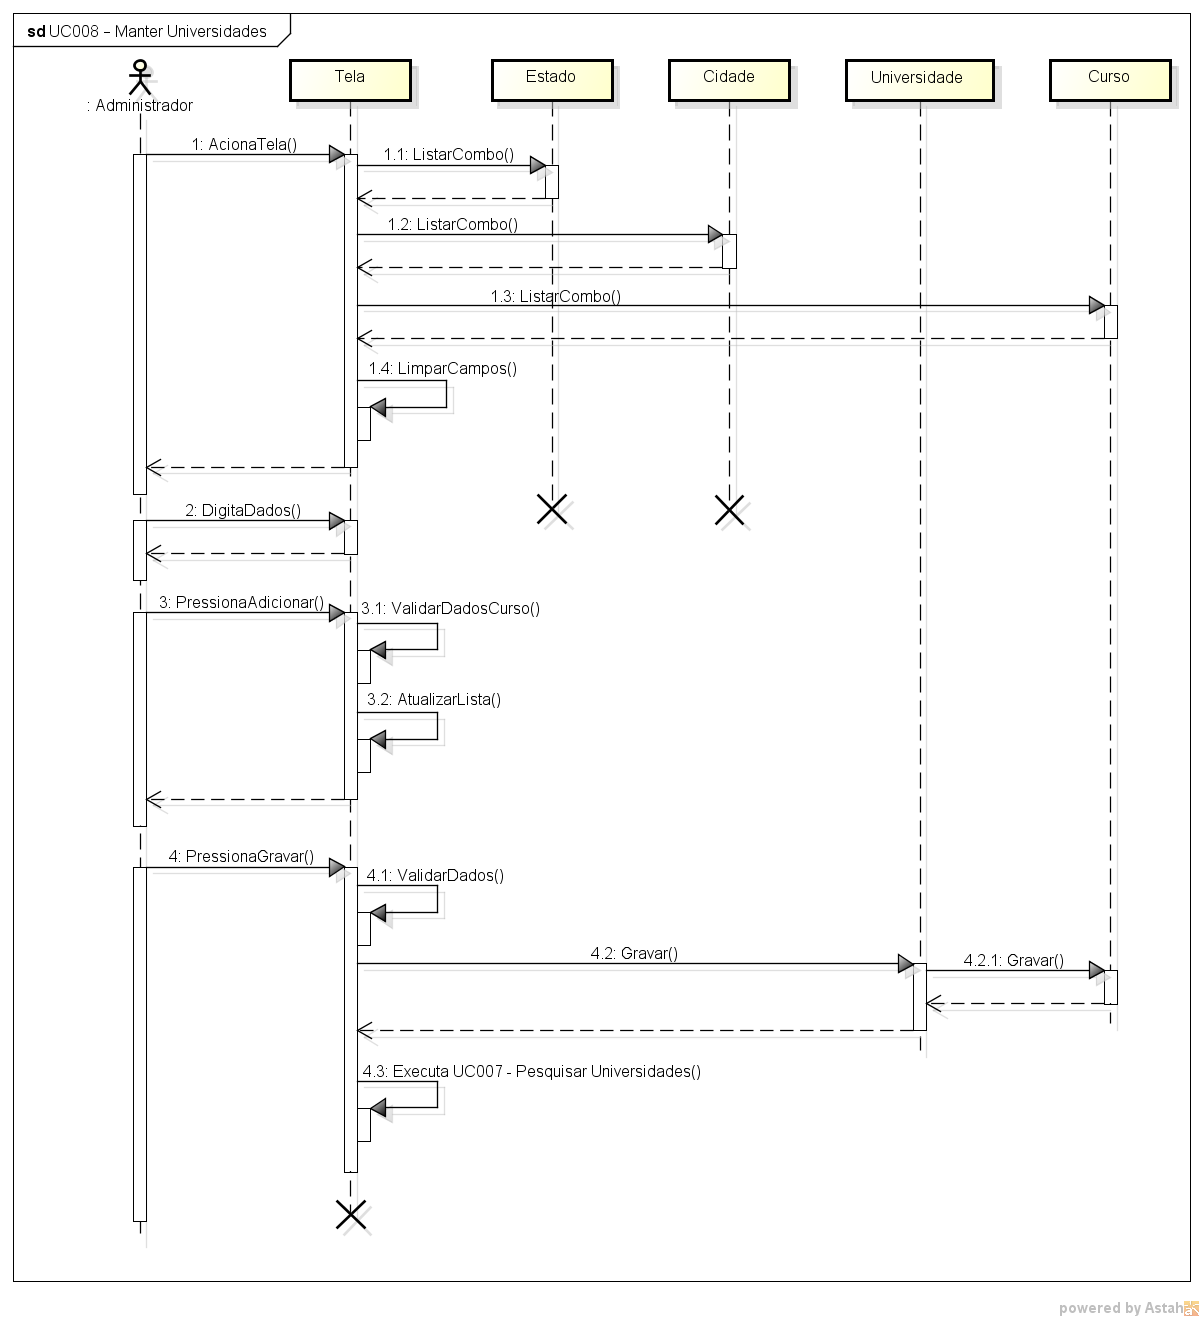 sd UC008 - Manter Universidades
: Administrador
Tela
Estado
Cidade
Universidade
Curso
1: AcionaTela()
1.1: ListarCombo()
1.2: ListarCombo()
1.3: ListarCombo()
1.4: LimparCampos()
2: DigitaDados()
3: PressionaAdicionar()
3.1: ValidarDadosCurso()
3.2: AtualizarLista()
4: PressionaGravar()
4.1: ValidarDados()
4.2: Gravar()
4.2.1: Gravar()
4.3: Executa UC007 - Pesquisar Universidades()
powered by Astah